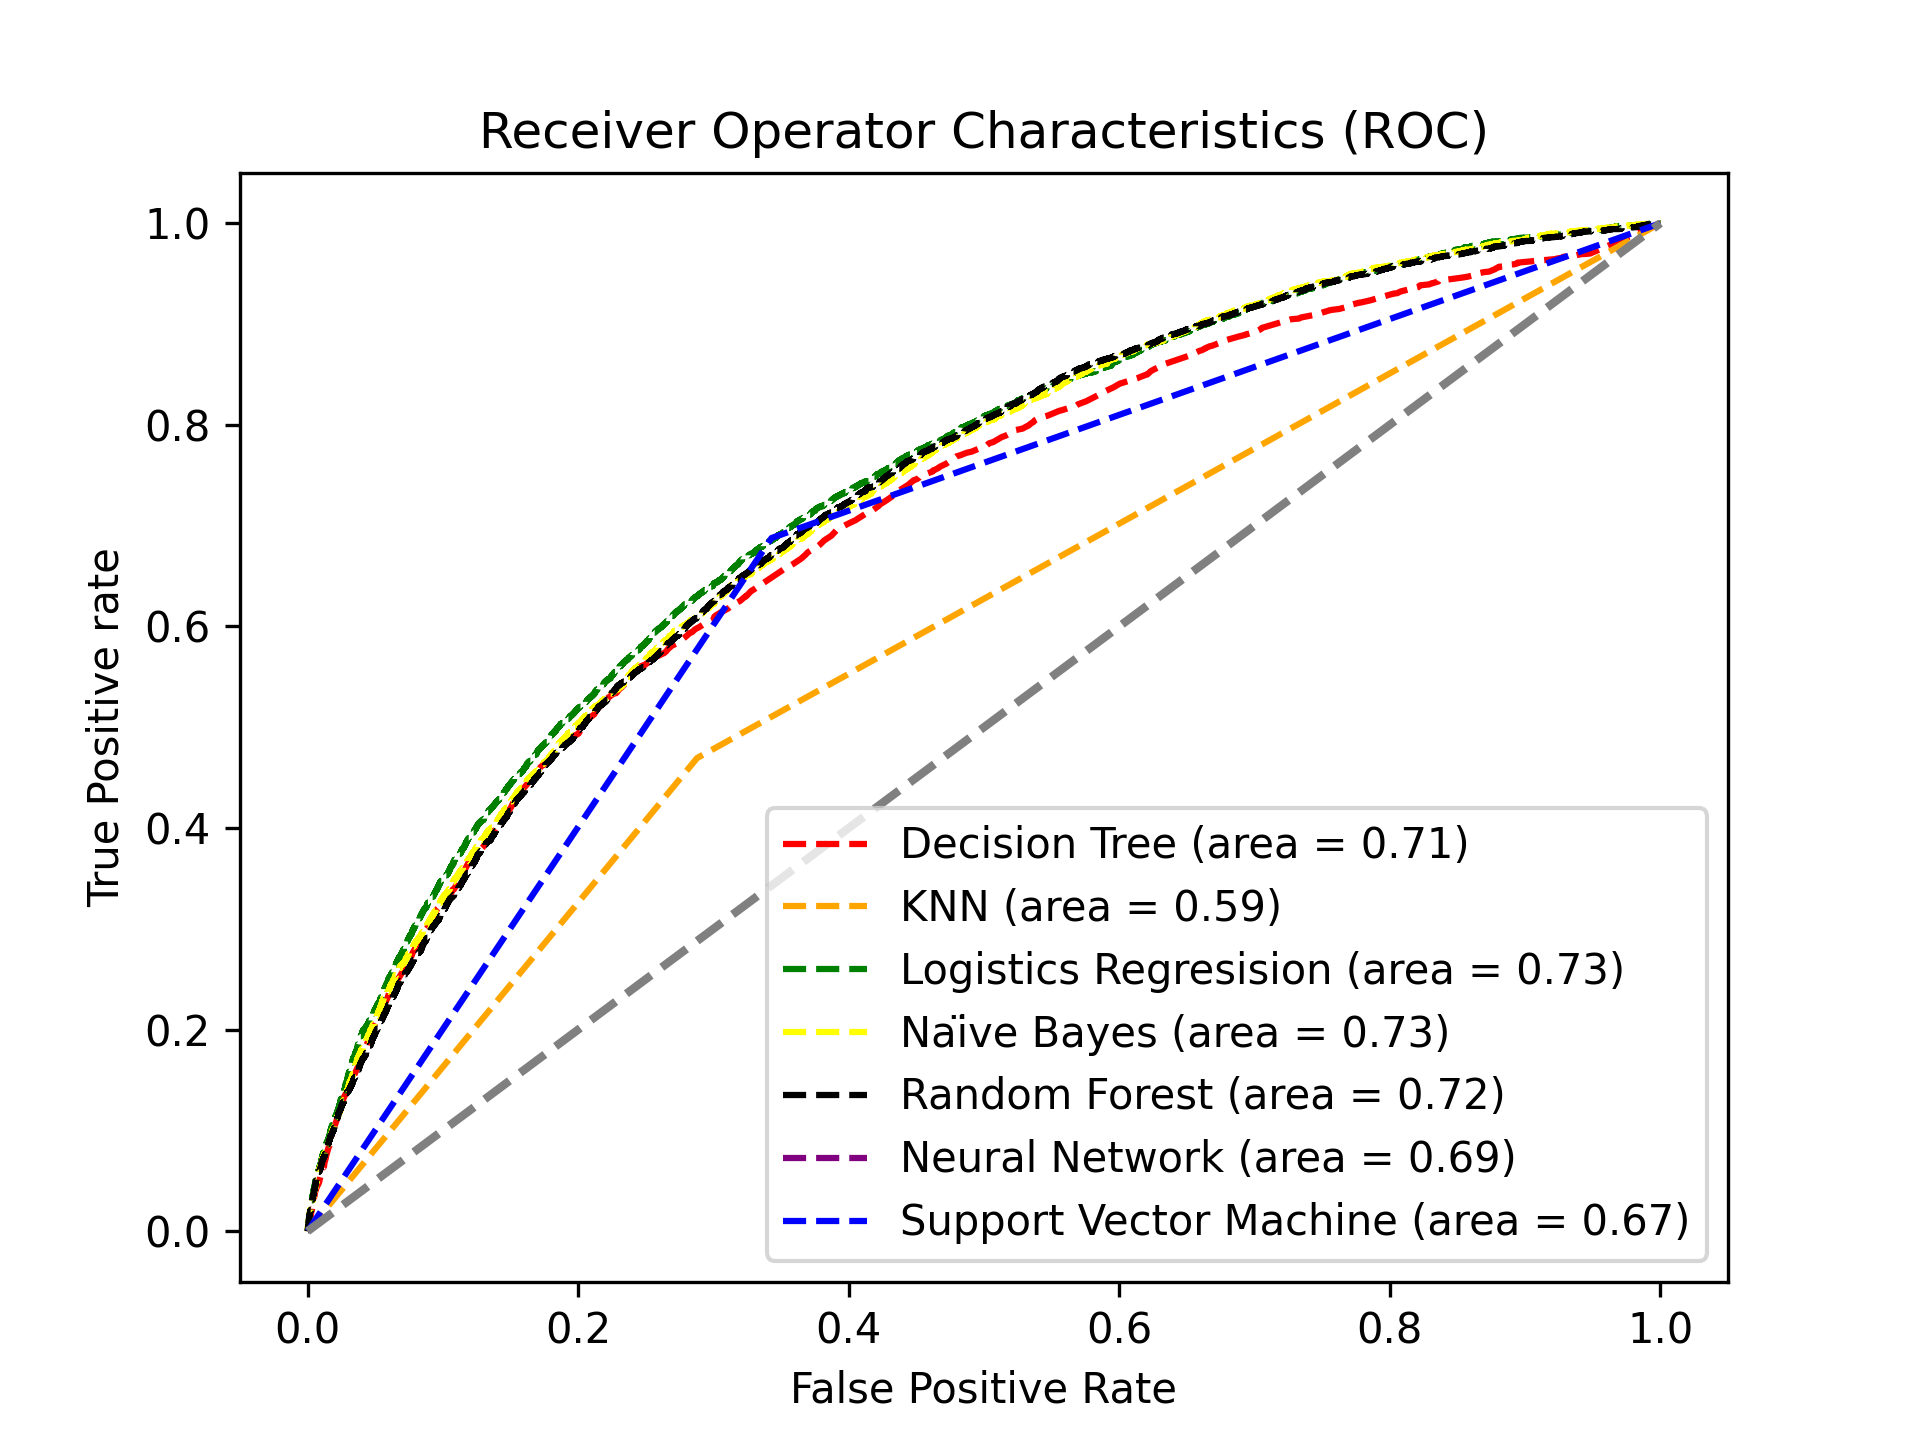 Receiver Operator Characteristics (ROC)
1.0
0.8
0.6
0.4
0.2
0.0
True Positive rate
Decision Tree (area = 0.71)
KNN (area = 0.59)
Logistics Regresision (area = 0.73)
Naïve Bayes (area = 0.73)
Random Forest (area = 0.72)
Neural Network (area = 0.69)
Support Vector Machine (area = 0.67)
0.0 0.2 0.4 0.6 0.8 1.0
False Positive Rate